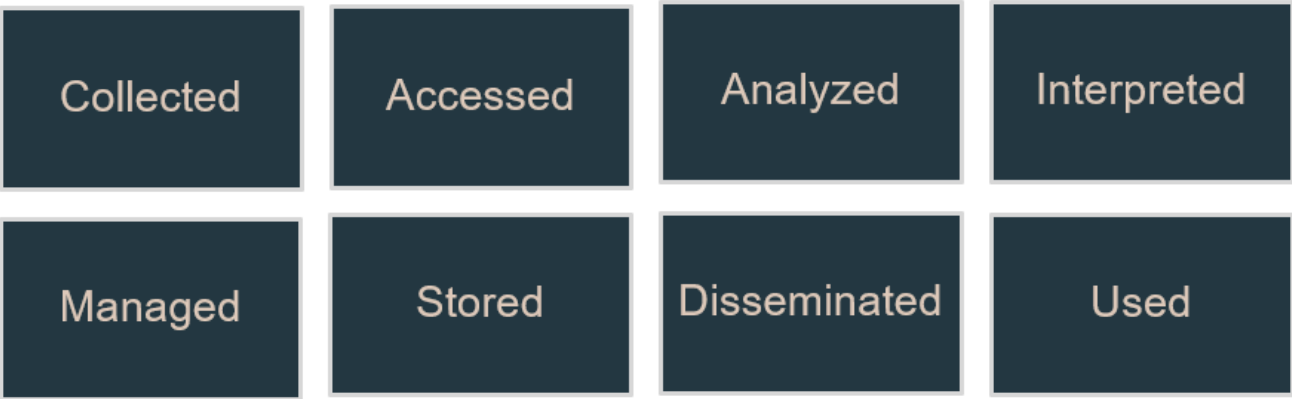 Collected
Accessed
Analyzed
Interpreted
Managed
Stored
Disseminated
Used